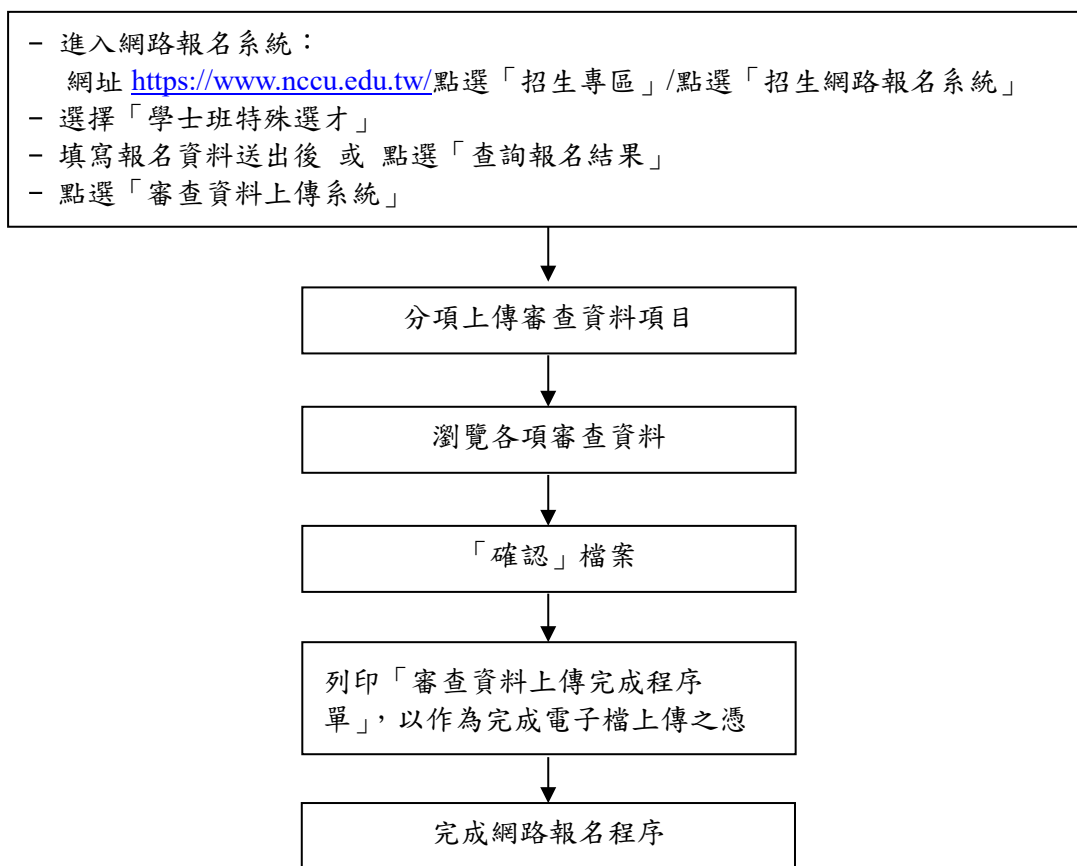 － 進入網路報名系統：
網址 https://www.nccu.edu.tw/點選「招生專區」/點選「招生網路報名系統」
－ 選擇「學士班特殊選才」
－ 填寫報名資料送出後 或 點選「查詢報名結果」
－ 點選「審查資料上傳系統」
分項上傳審查資料項目
瀏覽各項審查資料
「確認」檔案
列印「審查資料上傳完成程序
單」，以作為完成電子檔上傳之憑
完成網路報名程序